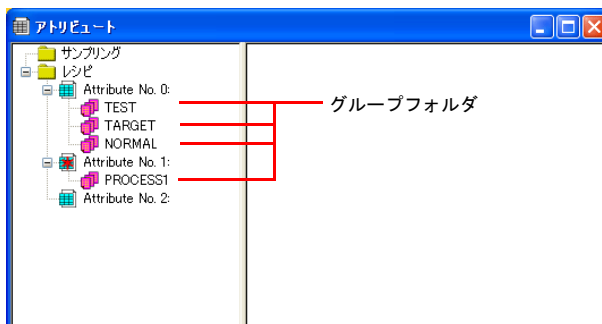 アトリビュート
サンプリング
レシピ
Attribute No. 0:
TEST
グループフォルダ
TARGET
NORMAL
Attribute No. 1:
PROCESS1
Attribute No. 2: